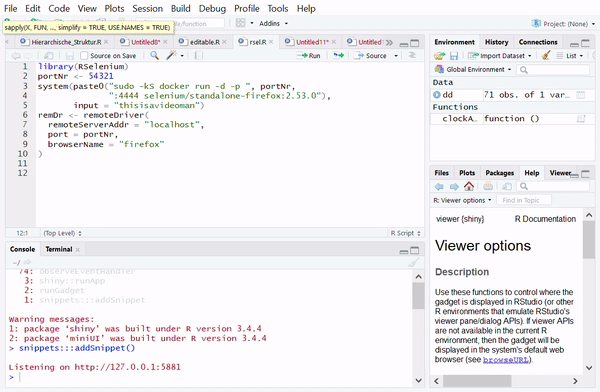 File Edit Code View Plots Session Build Debug Profile Tools Help
sapply(X, FUN, ..., simplify = TRUE, USE.NAMES = TRUE)
file/function
Addins
Project: (None)
Hierarchische_Struktur.R
Untitled8*
editable.R
rsel.R
Untitled11*
Untitled
Source on Save
Run
Source
1 library(RSelenium)
2 portNr <- 54321
3 system(paste0("sudo -kS docker run -d -p ", portNr,
4 ":4444 selenium/standalone-firefox:2.53.0"),
5 input = "thisisavideoman")
6 remDr <- remoteDriver(
7 remoteServerAddr = "localhost",
8 port = portNr,
9 browserName = "firefox"
10 )
11
12
12:1 (Top Level) R Script
Console Terminal
~/
74: observeEventHandler
3: shiny::runApp
2: runGadget
1: snippets:::addSnippet
Warning messages:
1: package ‘shiny’ was built under R version 3.4.4
2: package ‘miniUI’ was built under R version 3.4.4
> snippets:::addSnippet()
Listening on http://127.0.0.1:5881
>
Environment History Connections
Import Dataset List
Global Environment
Data
dd 71 obs. of 1 var…
Functions
clockA… function ()
Files Plots Packages Help Viewer
R: Viewer options Find in Topic
viewer {shiny} R Documentation
Viewer options
Description
Use these functions to control where the
gadget is displayed in RStudio (or other
R environments that emulate RStudio's
viewer pane/dialog APIs). If viewer APIs
are not available in the current R
environment, then the gadget will be
displayed in the system's default web
browser (see browseURL).